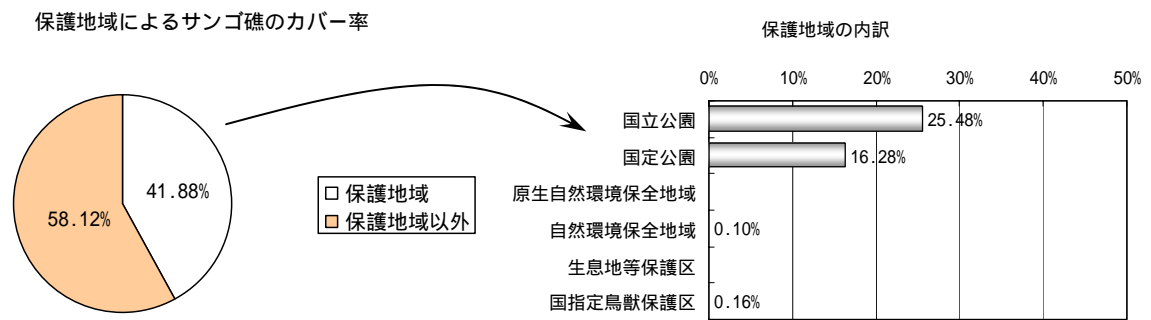 保護地域によるサンゴ礁のカバー率
41.88%
58.12%
保護地域
保護地域以外
保護地域の内訳
0% 10% 20% 30% 40% 50%
国立公園 25.48%
国定公園 16.28%
原生自然環境保全地域
自然環境保全地域 0.10%
生息地等保護区
国指定鳥獣保護区 0.16%